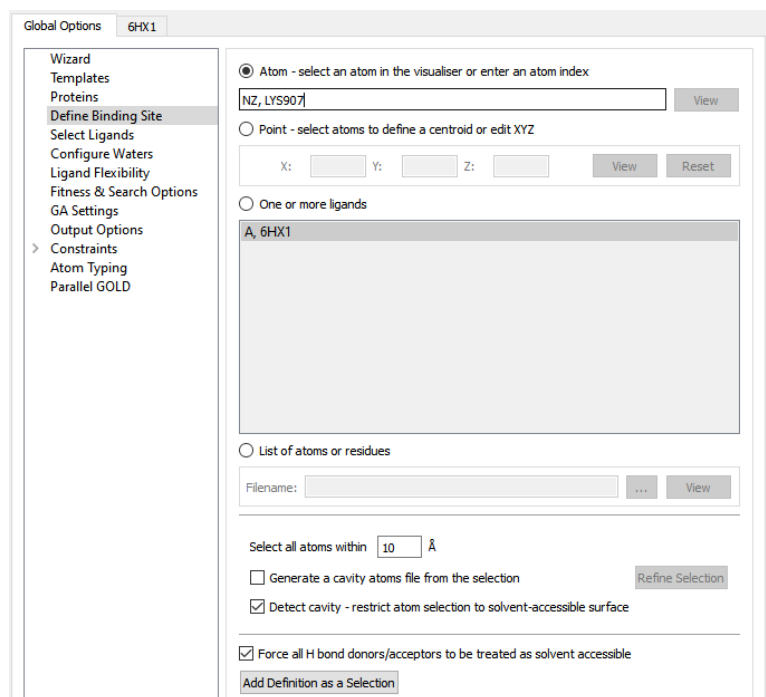 Global Options 6HX1
Wizard
Templates
Proteins
Define Binding Site
Select Ligands
Configure Waters
Ligand Flexibility
Fitness & Search Options
GA Settings
Output Options
Constraints
Atom Typing
Parallel GOLD
Atom - select an atom in the visualiser or enter an atom index
NZ, LYS907 View
Point - select atoms to define a centroid or edit XYZ
X: Y: Z: View Reset
One or more ligands
A, 6HX1
List of atoms or residues
Filename: ... View
Select all atoms within 10 Å
Generate a cavity atoms file from the selection Refine Selection
Detect cavity - restrict atom selection to solvent-accessible surface
Force all H bond donors/acceptors to be treated as solvent accessible
Add Definition as a Selection